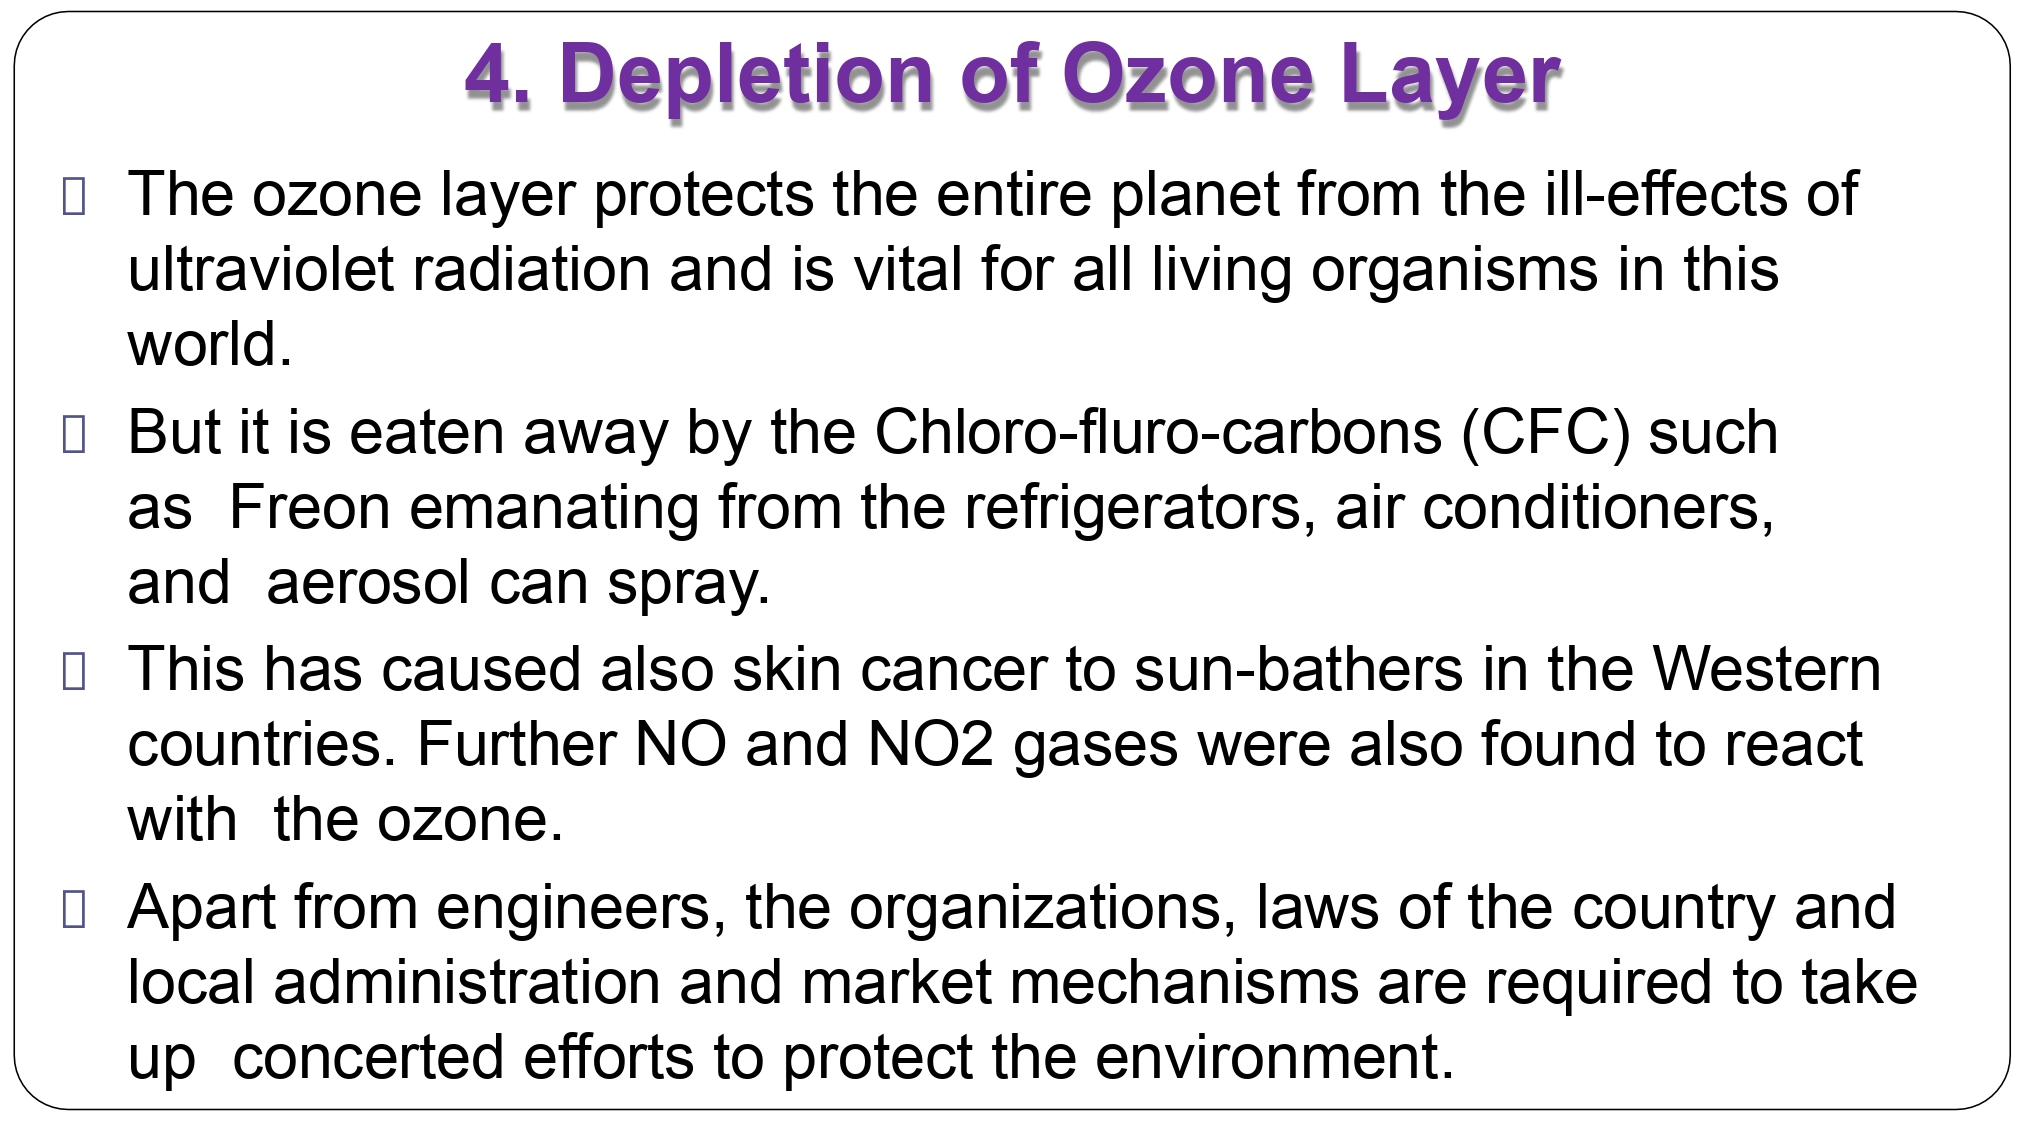 4. Depletion of Ozone Layer
▯ The ozone layer protects the entire planet from the ill-effects of
ultraviolet radiation and is vital for all living organisms in this
world.
▯ But it is eaten away by the Chloro-fluro-carbons (CFC) such
as  Freon emanating from the refrigerators, air conditioners,
and  aerosol can spray.
▯ This has caused also skin cancer to sun-bathers in the Western
countries. Further NO and NO2 gases were also found to react
with  the ozone.
▯ Apart from engineers, the organizations, laws of the country and
local administration and market mechanisms are required to take
up  concerted efforts to protect the environment.